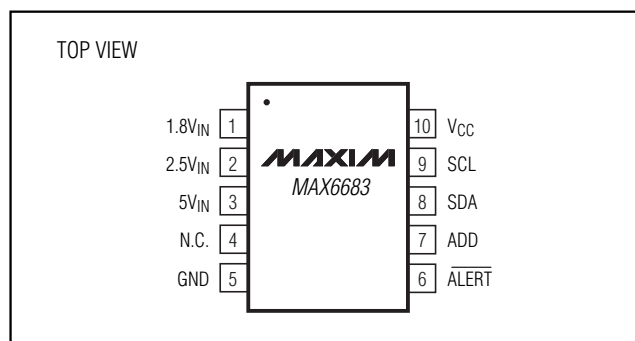 TOP VIEW
1.8VIN 1
2.5VIN 2
5VIN 3
N.C. 4
GND 5
MAXIM
MAX6683
10 VCC
9 SCL
8 SDA
7 ADD
6 ALERT